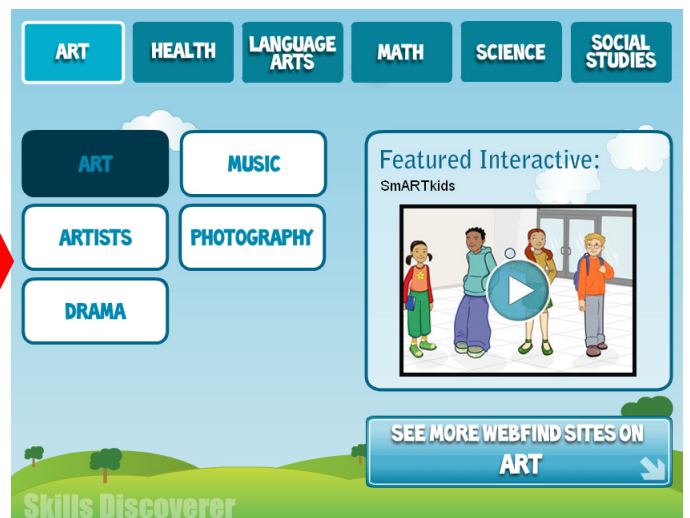 ART
HEALTH
LANGUAGE
ARTS
MATH
SCIENCE
SOCIAL
STUDIES
ART
MUSIC
ARTISTS
PHOTOGRAPHY
DRAMA
Featured Interactive:
SmARTkids
SEE MORE WEBFIND SITES ON
ART
Skills Discoverer